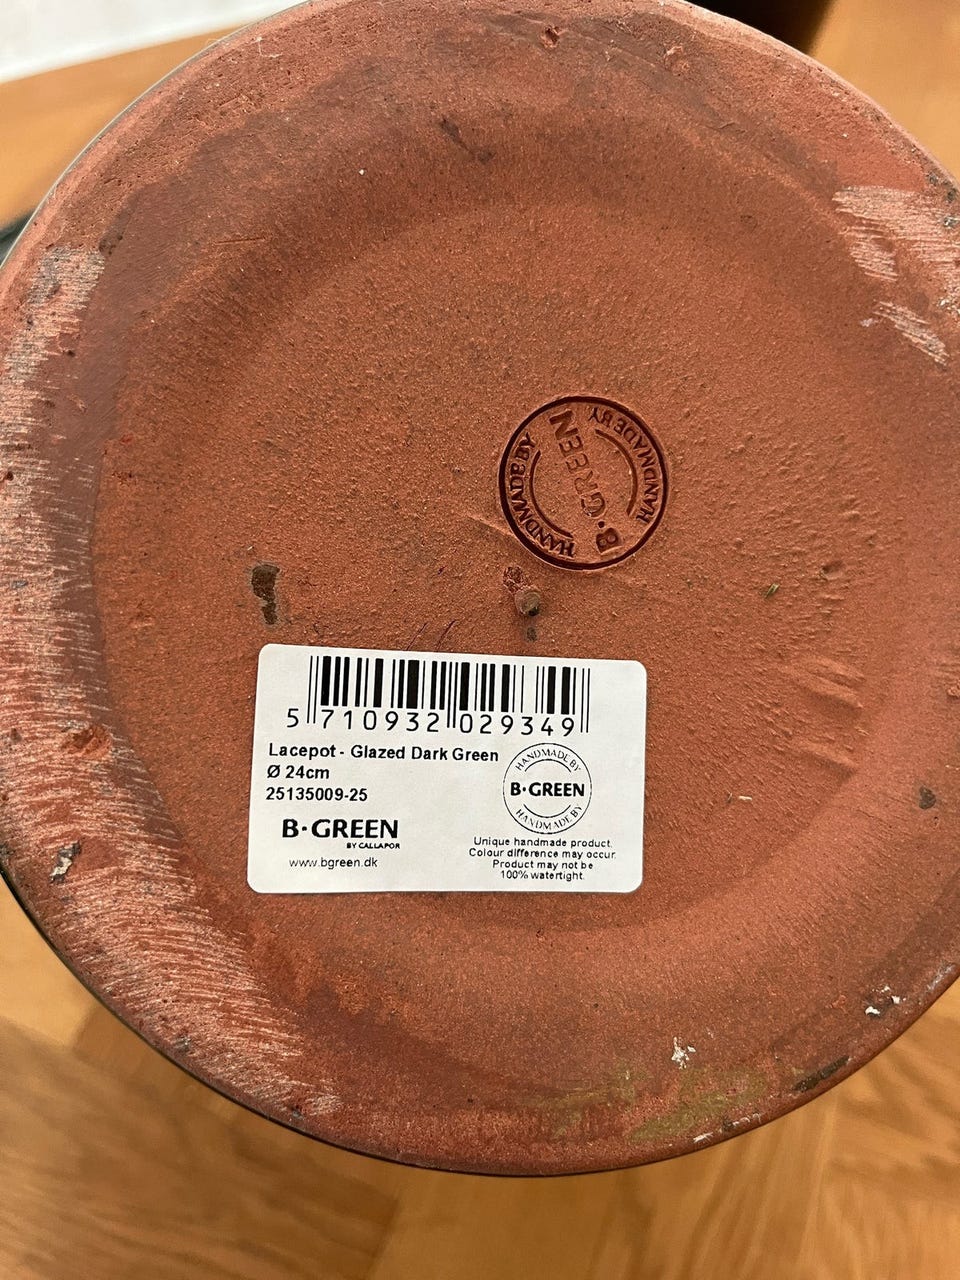 HANDMADE BY
B·GREEN
HANDMADE BY
5 710932 029349
Lacepot - Glazed Dark Green
Ø 24cm
25135009-25
B·GREEN
BY CALLAPOR
www.bgreen.dk
HANDMADE BY
B·GREEN
HANDMADE BY
Unique handmade product.
Colour difference may occur.
Product may not be
100% watertight.